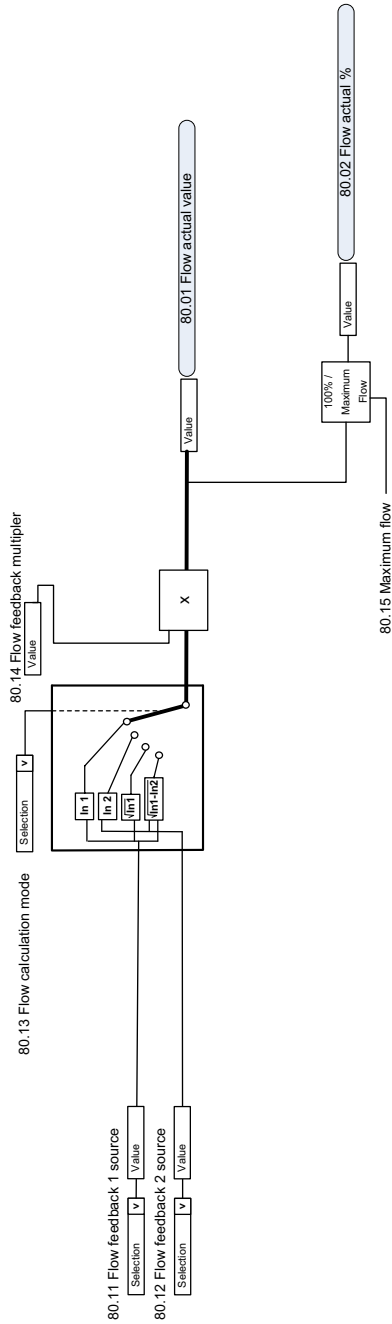 80.11 Flow feedback 1 source
Selection
v
Value
80.12 Flow feedback 2 source
Selection
v
Value
80.13 Flow calculation mode
Selection
v
In 1
In 2
√In1
√In1-In2
80.14 Flow feedback multipler
Value
X
Value
80.01 Flow actual value
80.15 Maximum flow
100% /
Maximum
Flow
Value
80.02 Flow actual %